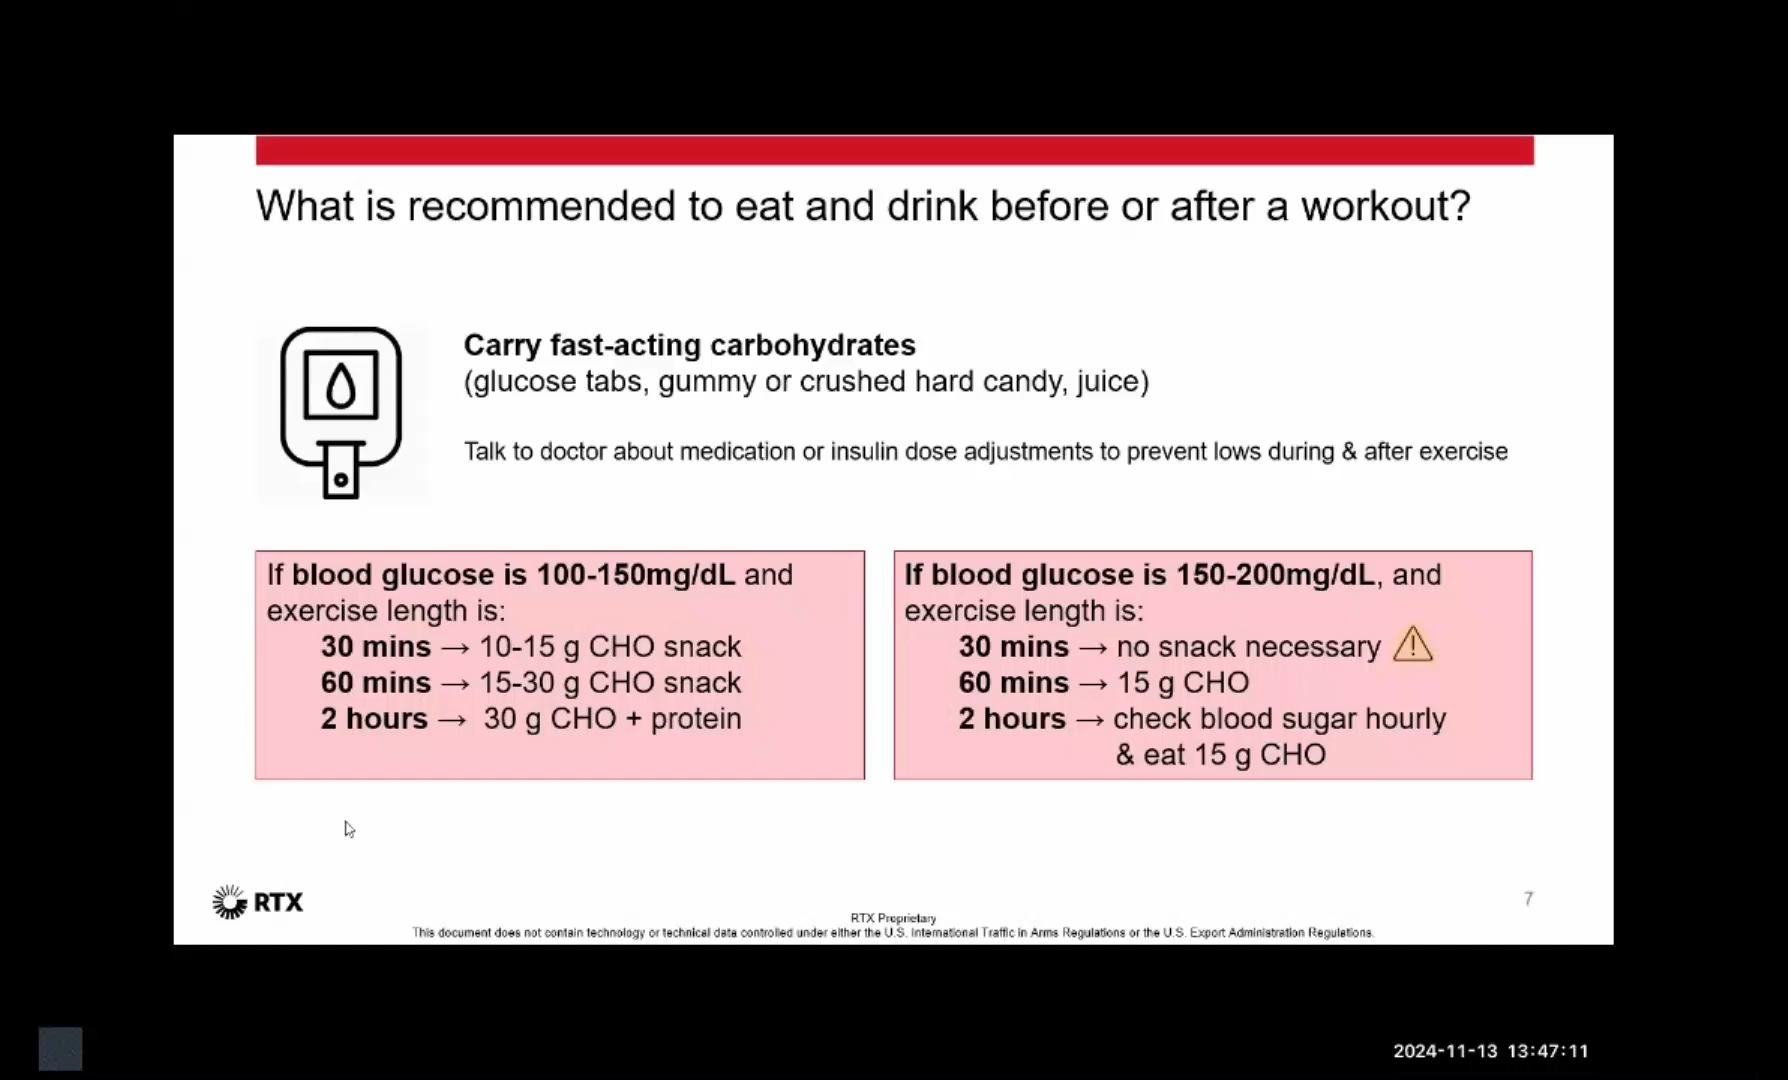 What is recommended to eat and drink before or after a workout?
Carry fast-acting carbohydrates
(glucose tabs, gummy or crushed hard candy, juice)
Talk to doctor about medication or insulin dose adjustments to prevent lows during & after exercise
If blood glucose is 100-150mg/dL and
exercise length is:
30 mins → 10-15 g CHO snack
60 mins → 15-30 g CHO snack
2 hours → 30 g CHO + protein
If blood glucose is 150-200mg/dL, and
exercise length is:
30 mins → no snack necessary
60 mins → 15 g CHO
2 hours → check blood sugar hourly
& eat 15 g CHO
RTX
7
RTX Proprietary
This document does not contain technology or technical data controlled under either the U.S. International Traffic in Arms Regulations or the U.S. Export Administration Regulations.
2024-11-13 13:47:11